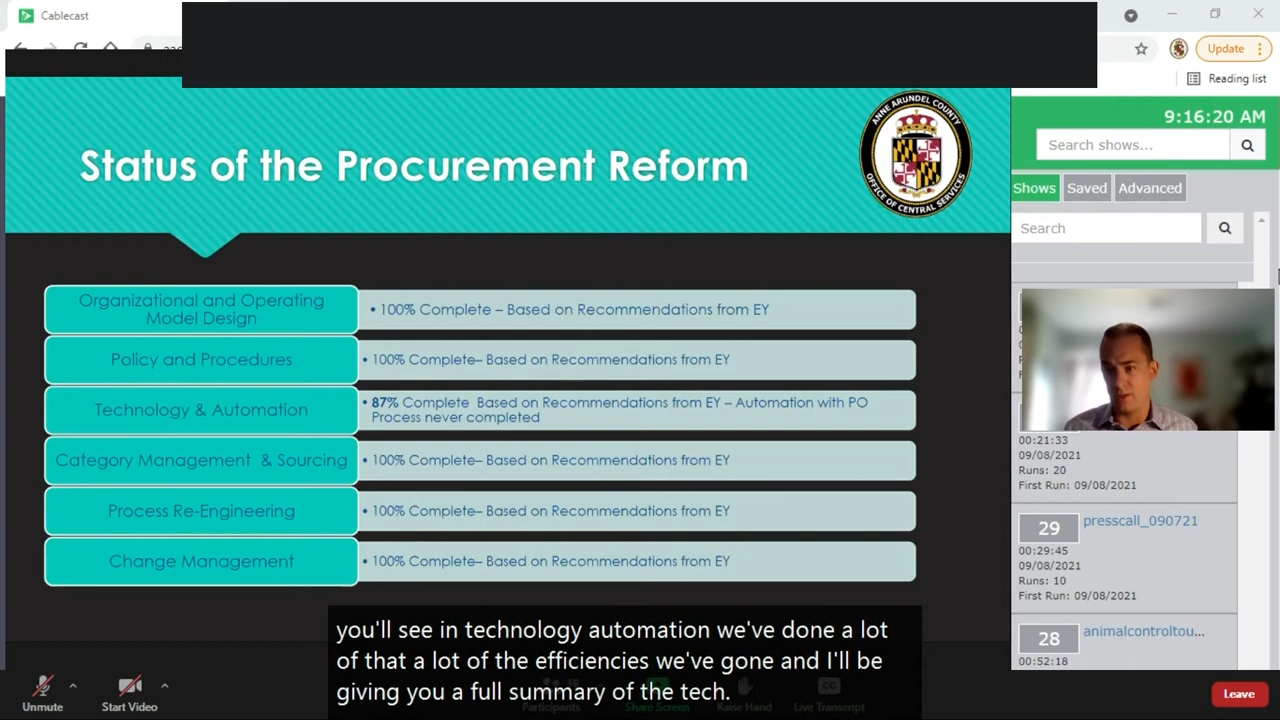 Cablecast
Update
Reading list
9:16:20 AM
Search shows...
Shows Saved Advanced
Search
Status of the Procurement Reform
ANNE ARUNDEL COUNTY
OFFICE OF CENTRAL SERVICES
Organizational and Operating
Model Design
• 100% Complete – Based on Recommendations from EY
Policy and Procedures
• 100% Complete– Based on Recommendations from EY
Technology & Automation
• 87% Complete Based on Recommendations from EY – Automation with PO
Process never completed
Category Management & Sourcing
• 100% Complete– Based on Recommendations from EY
Process Re-Engineering
• 100% Complete– Based on Recommendations from EY
Change Management
• 100% Complete– Based on Recommendations from EY
00:21:33
09/08/2021
Runs: 20
First Run: 09/08/2021
29
presscall_090721
00:29:45
09/08/2021
Runs: 10
First Run: 09/08/2021
28
animalcontroltou...
00:52:18
you'll see in technology automation we've done a lot
of that a lot of the efficiencies we've gone and I'll be
giving you a full summary of the tech.
Unmute
Start Video
Participants
Share Screen
Raise Hand
Live Transcript
Leave